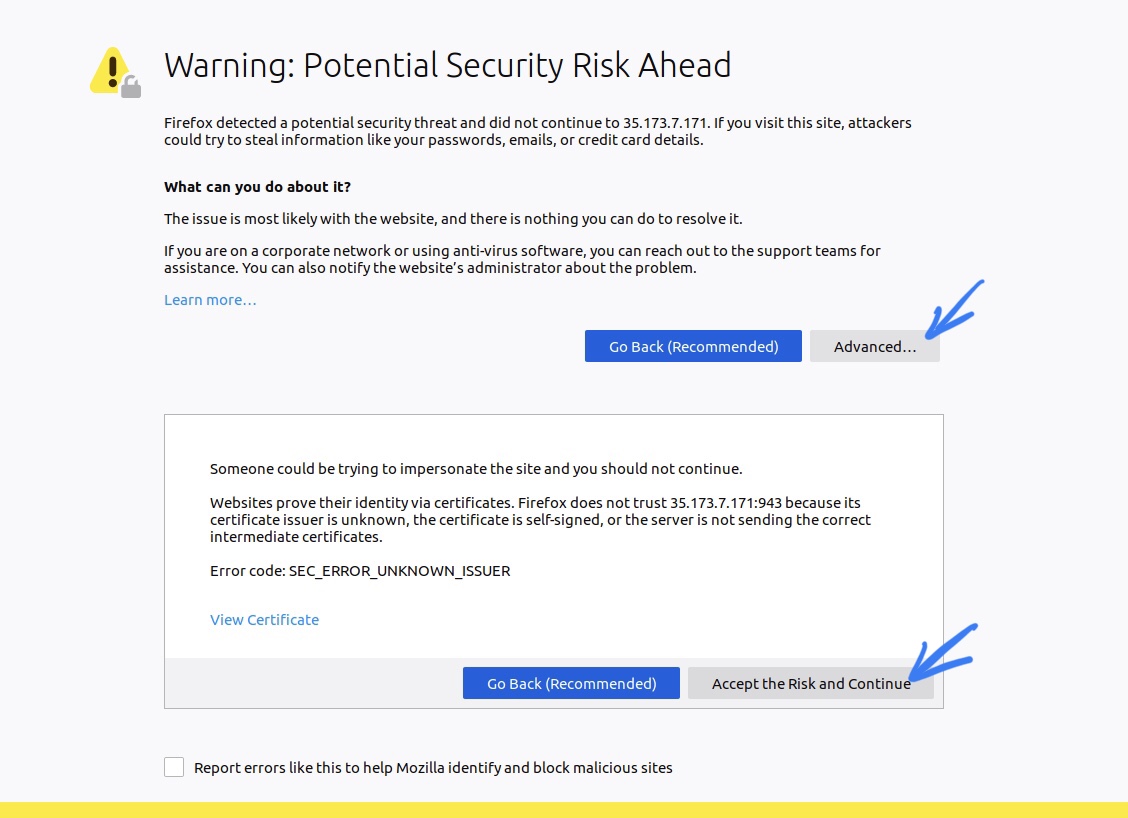 Warning: Potential Security Risk Ahead
Firefox detected a potential security threat and did not continue to 35.173.7.171. If you visit this site, attackers
could try to steal information like your passwords, emails, or credit card details.
What can you do about it?
The issue is most likely with the website, and there is nothing you can do to resolve it.
If you are on a corporate network or using anti-virus software, you can reach out to the support teams for
assistance. You can also notify the website’s administrator about the problem.
Learn more…
Go Back (Recommended)
Advanced…
Someone could be trying to impersonate the site and you should not continue.
Websites prove their identity via certificates. Firefox does not trust 35.173.7.171:943 because its
certificate issuer is unknown, the certificate is self-signed, or the server is not sending the correct
intermediate certificates.
Error code: SEC_ERROR_UNKNOWN_ISSUER
View Certificate
Go Back (Recommended)
Accept the Risk and Continue
Report errors like this to help Mozilla identify and block malicious sites